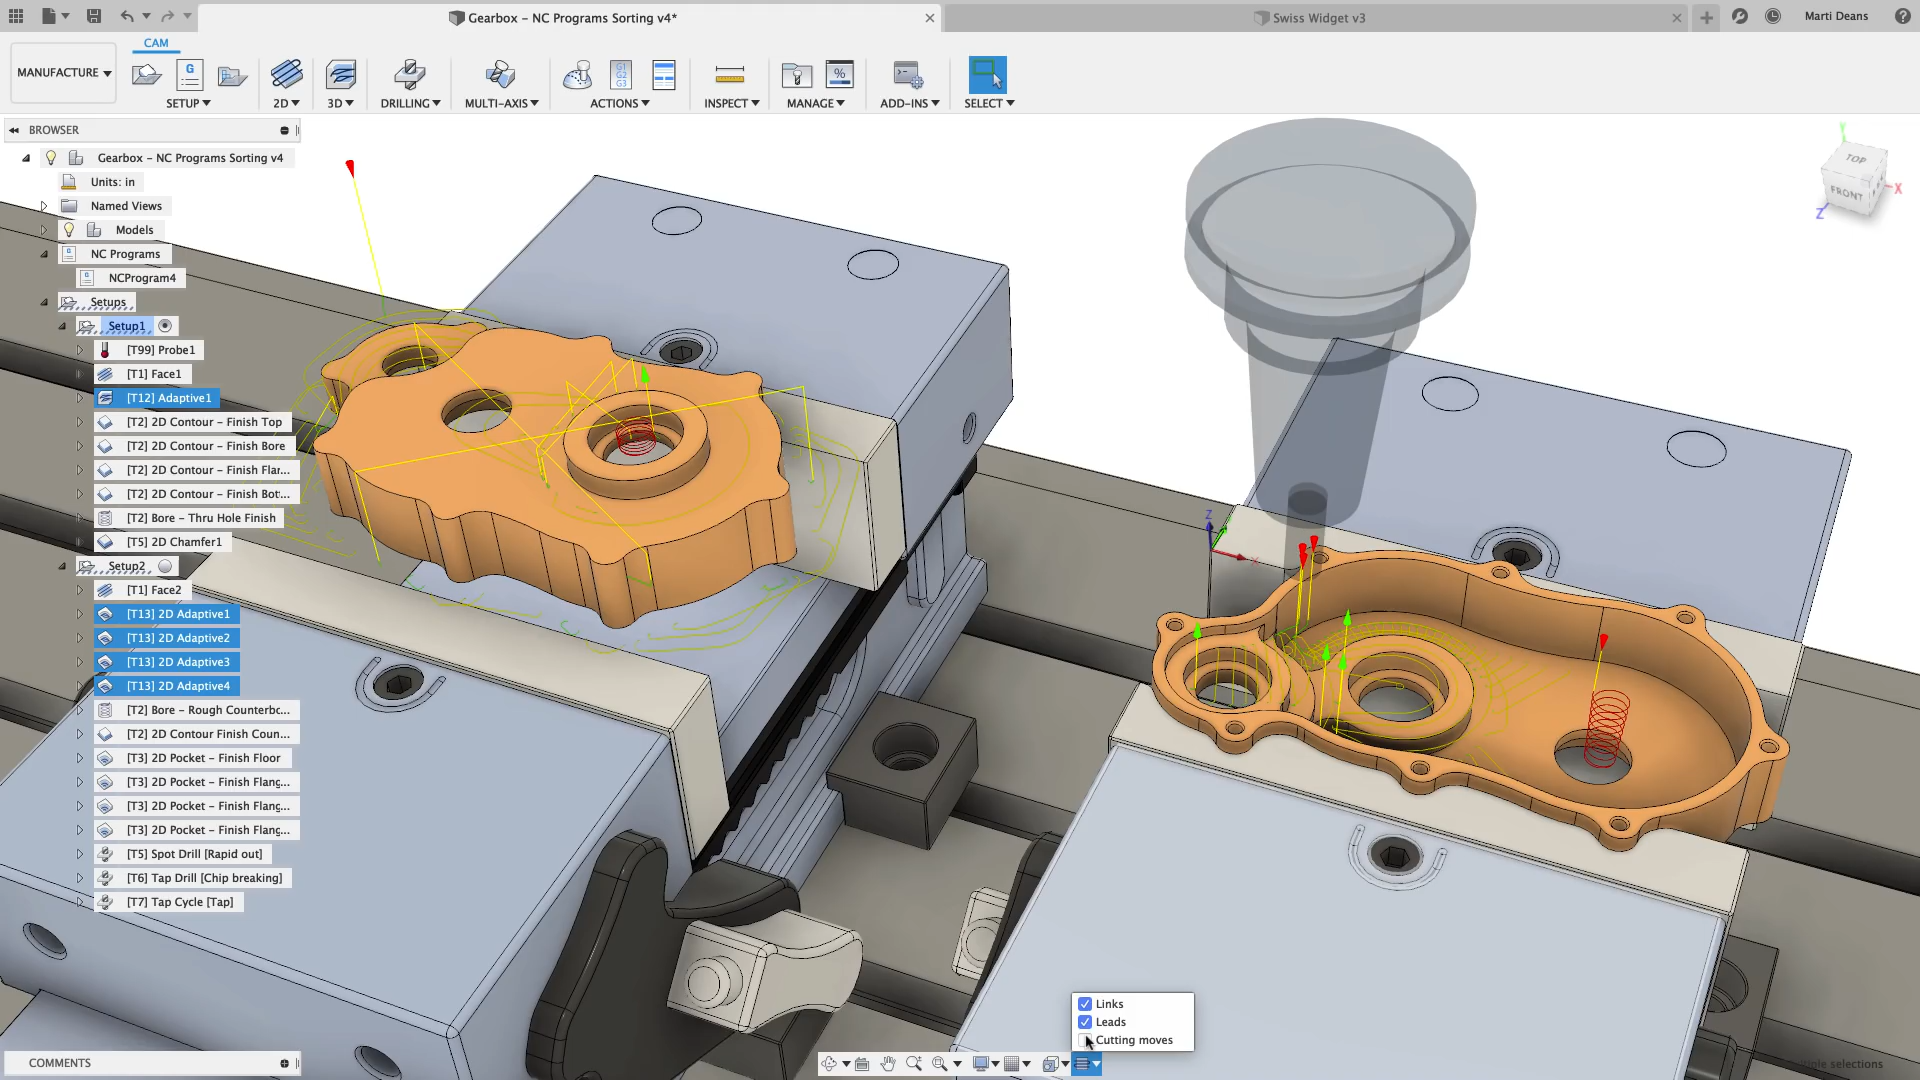 Gearbox – NC Programs Sorting v4*
Swiss Widget v3
Marti Deans
MANUFACTURE
CAM
SETUP
2D
3D
DRILLING
MULTI-AXIS
ACTIONS
INSPECT
MANAGE
ADD-INS
SELECT
G
G1
G2
G3
%
BROWSER
Gearbox – NC Programs Sorting v4
Units: in
Named Views
Models
NC Programs
NCProgram4
Setups
Setup1
[T99] Probe1
[T1] Face1
[T12] Adaptive1
[T2] 2D Contour – Finish Top
[T2] 2D Contour – Finish Bore
[T2] 2D Contour – Finish Flar...
[T2] 2D Contour – Finish Bot...
[T2] Bore – Thru Hole Finish
[T5] 2D Chamfer1
Setup2
[T1] Face2
[T13] 2D Adaptive1
[T13] 2D Adaptive2
[T13] 2D Adaptive3
[T13] 2D Adaptive4
[T2] Bore – Rough Counterbc...
[T2] 2D Contour Finish Coun...
[T3] 2D Pocket – Finish Floor
[T3] 2D Pocket – Finish Flang...
[T3] 2D Pocket – Finish Flang...
[T3] 2D Pocket – Finish Flang...
[T5] Spot Drill [Rapid out]
[T6] Tap Drill [Chip breaking]
[T7] Tap Cycle [Tap]
TOP
FRONT
Y
X
Z
Z
X
Links
Leads
Cutting moves
COMMENTS
selections